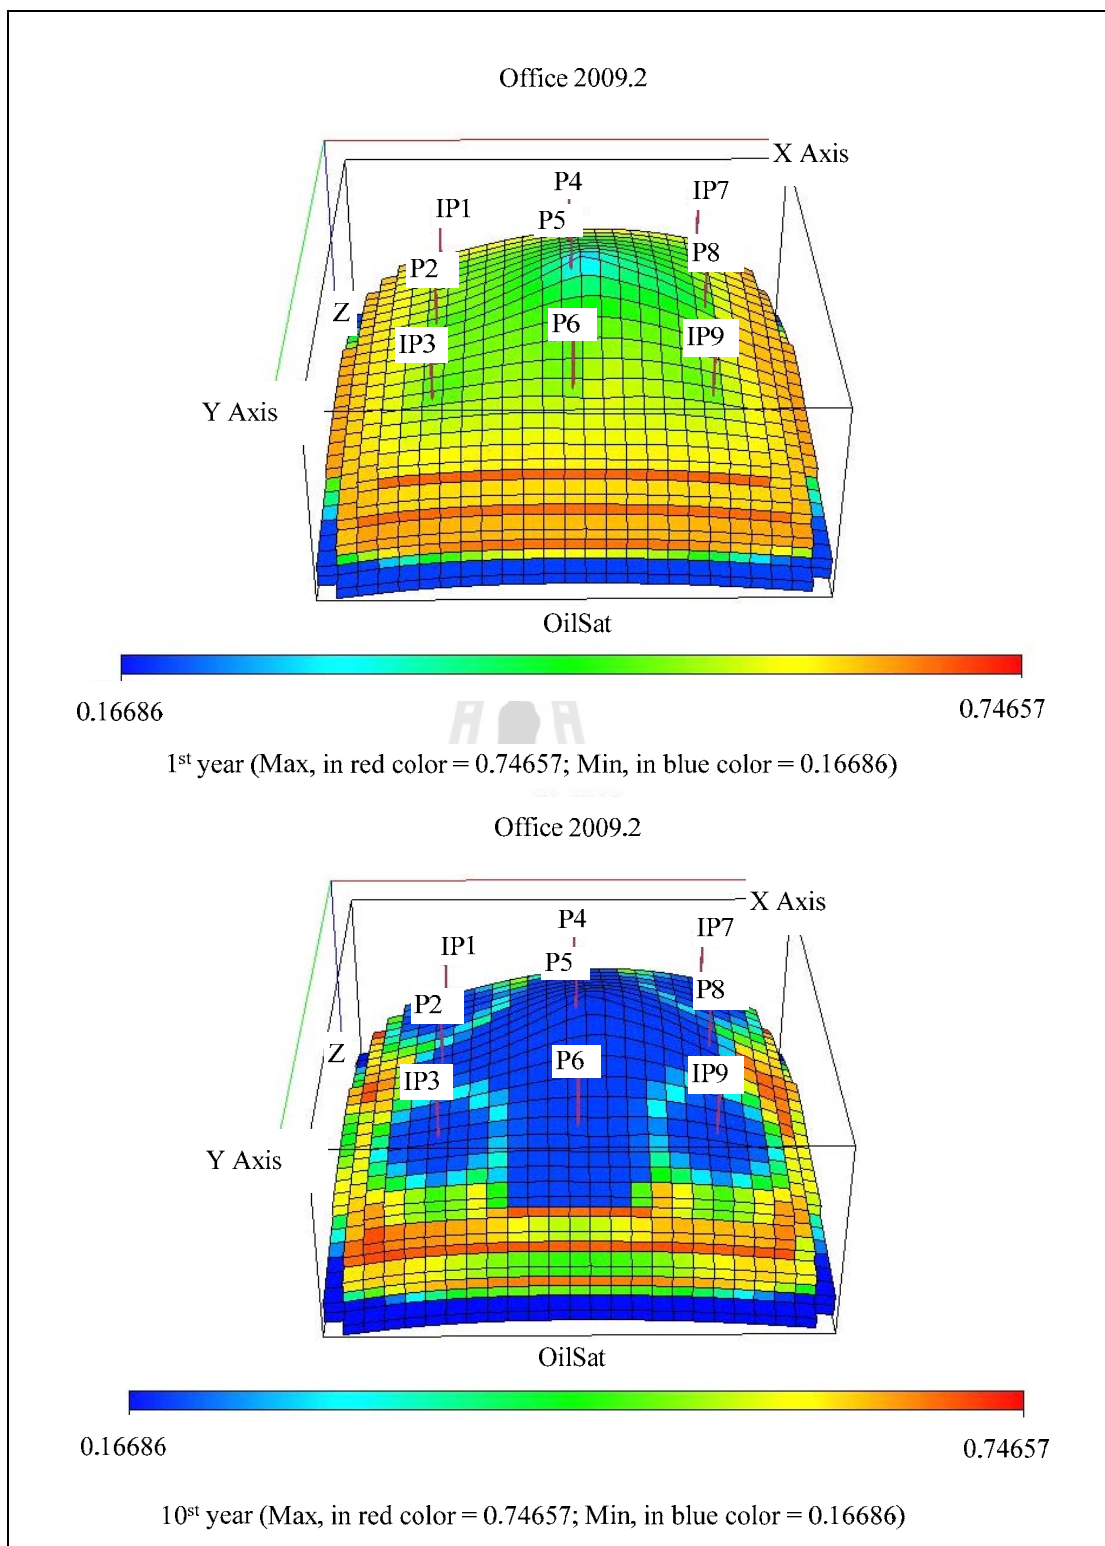 Office 2009.2
X Axis
P4
IP7
IP1
P5
P8
P2
Z
P6
IP3
IP9
Y Axis
OilSat
0.16686
0.74657
1st year (Max, in red color = 0.74657; Min, in blue color = 0.16686)
Office 2009.2
X Axis
P4
IP7
IP1
P5
P8
P2
Z
P6
IP3
IP9
Y Axis
OilSat
0.16686
0.74657
10st year (Max, in red color = 0.74657; Min, in blue color = 0.16686)